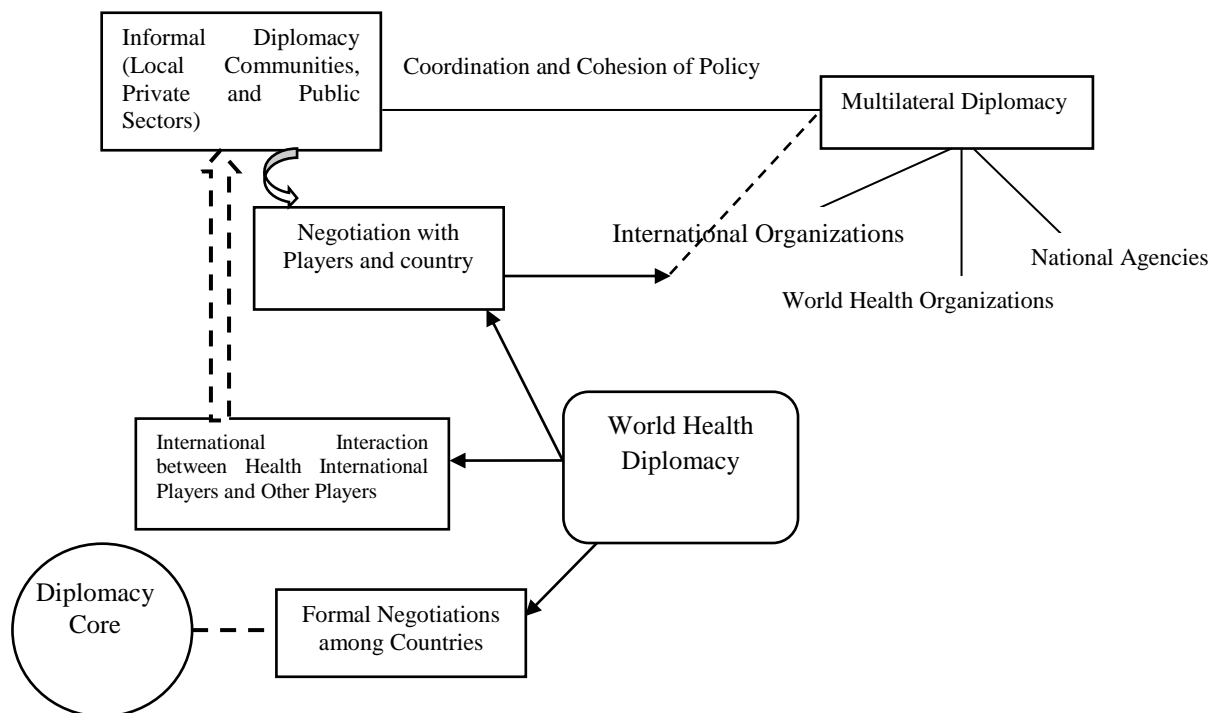 Informal Diplomacy
(Local Communities,
Private and Public
Sectors)
Coordination and Cohesion of Policy
Multilateral Diplomacy
Negotiation with
Players and country
International Organizations
National Agencies
World Health Organizations
World Health
Diplomacy
International Interaction
between Health International
Players and Other Players
Diplomacy
Core
Formal Negotiations
among Countries